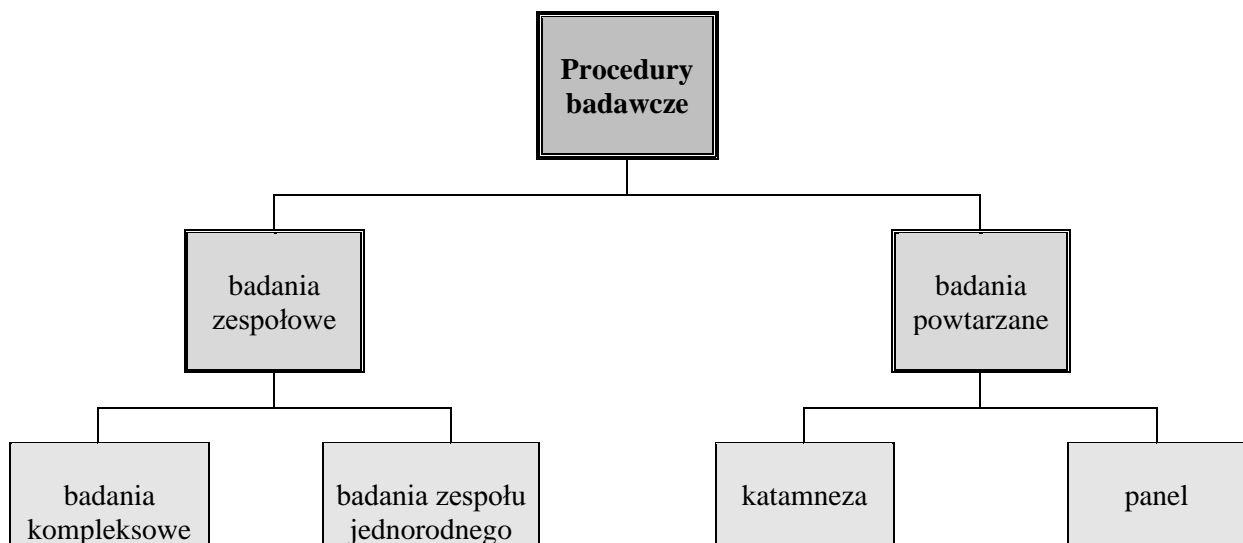 Procedury
badawcze
badania
zespołowe
badania
powtarzane
badania
kompleksowe
badania zespołu
jednorodnego
katamneza
panel